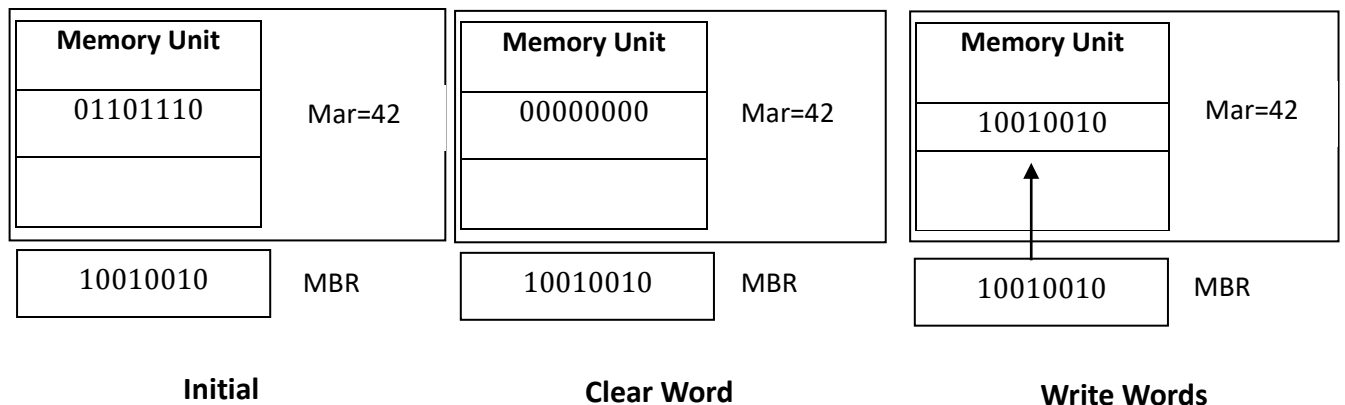 Memory Unit
01101110
Mar=42
10010010
MBR
Initial
Memory Unit
00000000
Mar=42
10010010
MBR
Clear Word
Memory Unit
10010010
Mar=42
10010010
MBR
Write Words